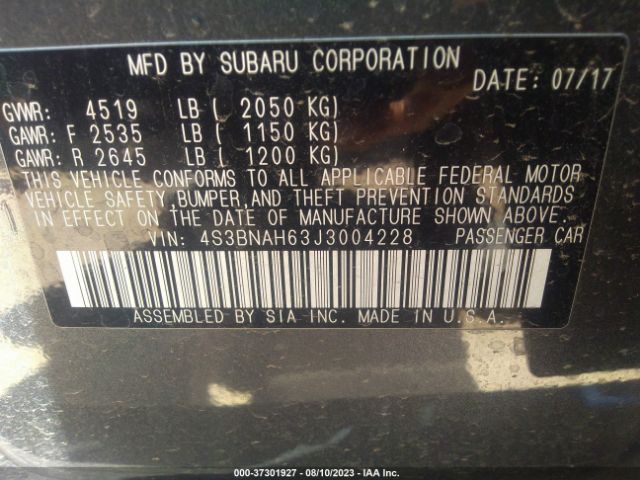 MFD BY SUBARU CORPORATION
DATE: 07/17
GVWR: 4519 LB ( 2050 KG)
GAWR: F 2535 LB ( 1150 KG)
GAWR: R 2645 LB ( 1200 KG)
THIS VEHICLE CONFORMS TO ALL APPLICABLE FEDERAL MOTOR
VEHICLE SAFETY,BUMPER,AND THEFT PREVENTION STANDARDS
IN EFFECT ON THE DATE OF MANUFACTURE SHOWN ABOVE.
VIN: 4S3BNAH63J3004228 PASSENGER CAR
ASSEMBLED BY SIA INC. MADE IN U.S.A.
000-37301927 - 08/10/2023 - IAA Inc.